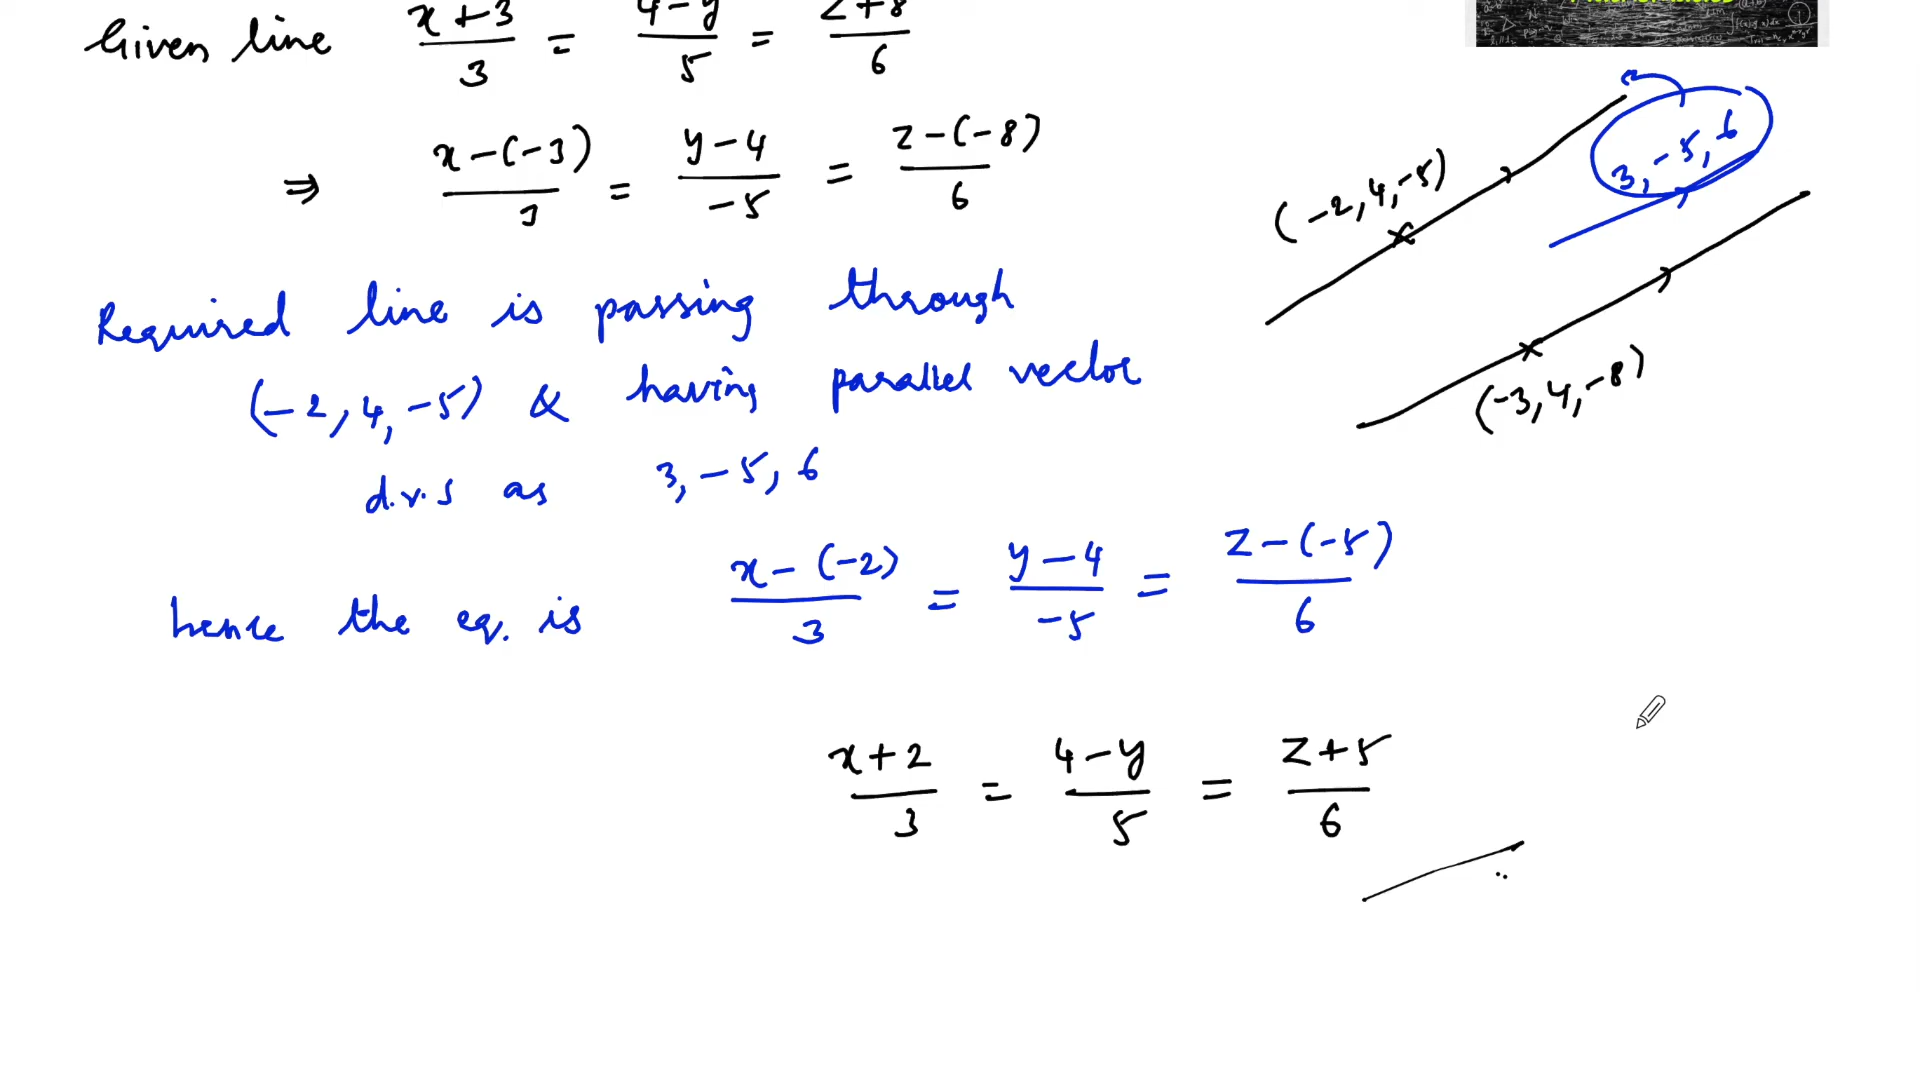 Given line x+3/3 = 4-y/5 = z+8/6
⇒ x-(-3)/3 = y-4/-5 = z-(-8)/6
Required line is passing through
(-2, 4, -5) & having parallel vector
d.r.s as 3, -5, 6
hence the eq. is x-(-2)/3 = y-4/-5 = z-(-5)/6
x+2/3 = 4-y/5 = z+5/6
3, -5, 6
(-2, 4, -5)
(-3, 4, -8)